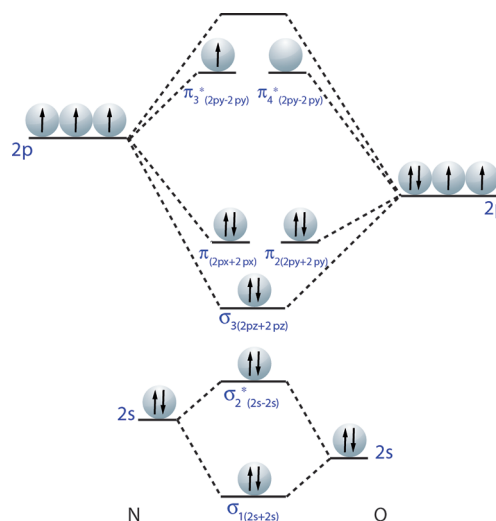 π3*(2py-2py) π4*(2py-2py)
2p
2p
π(2px+2px) π2(2py+2py)
σ3(2pz+2pz)
2s
σ2*(2s-2s)
2s
σ1(2s+2s)
N O